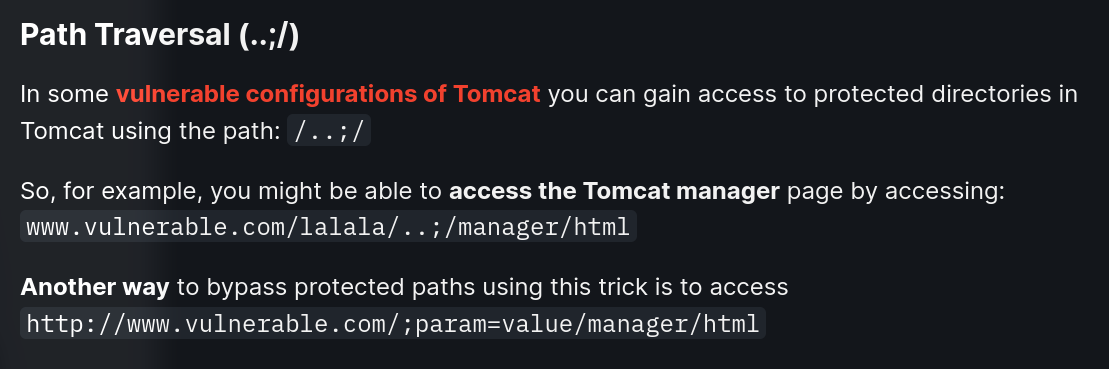 Path Traversal (..;/)
In some vulnerable configurations of Tomcat you can gain access to protected directories in
Tomcat using the path: /..;/
So, for example, you might be able to access the Tomcat manager page by accessing:
www.vulnerable.com/lalala/..;/manager/html
Another way to bypass protected paths using this trick is to access
http://www.vulnerable.com/;param=value/manager/html